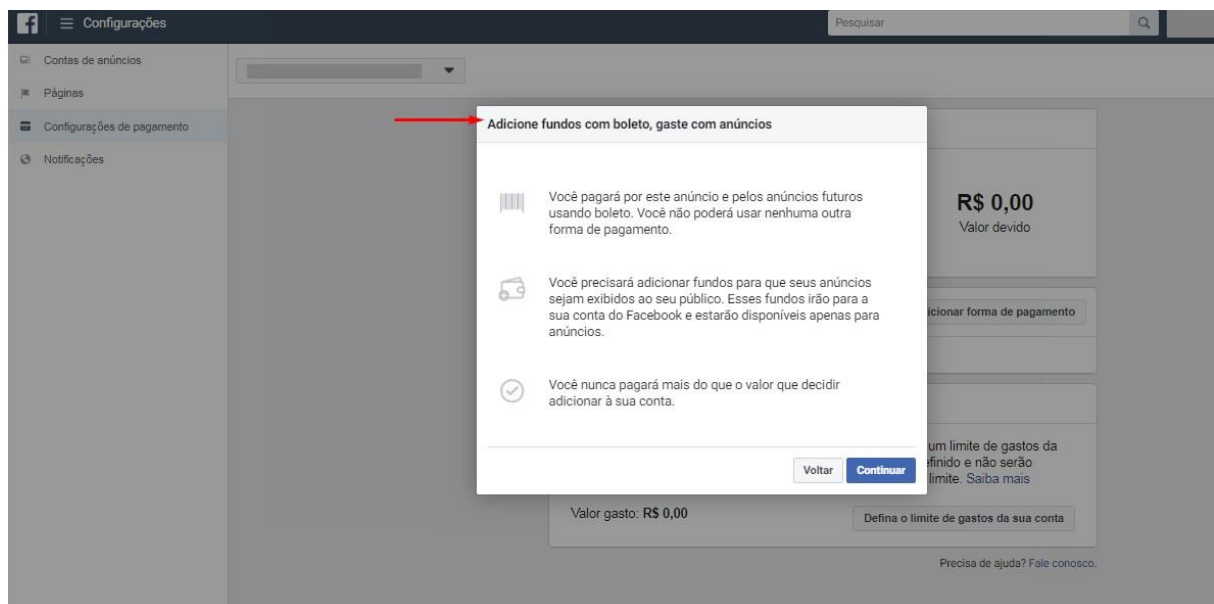 f
Configurações
Pesquisar
Contas de anúncios
Páginas
Configurações de pagamento
Notificações
Adicione fundos com boleto, gaste com anúncios
Você pagará por este anúncio e pelos anúncios futuros
usando boleto. Você não poderá usar nenhuma outra
forma de pagamento.
Você precisará adicionar fundos para que seus anúncios
sejam exibidos ao seu público. Esses fundos irão para a
sua conta do Facebook e estarão disponíveis apenas para
anúncios.
Você nunca pagará mais do que o valor que decidir
adicionar à sua conta.
Voltar
Continuar
R$ 0,00
Valor devido
forma de pagamento
um limite de gastos da
e não serão
limite. Saiba mais
Valor gasto: R$ 0,00
Defina o limite de gastos da sua conta
Precisa de ajuda? Fale conosco.